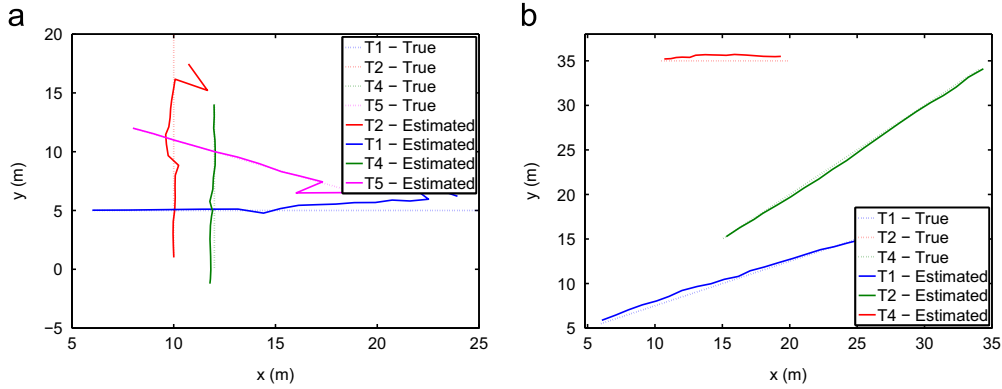 a
20
15
10
5
0
−5
y (m)
5
10
15
20
25
x (m)
T1 − True
T2 − True
T4 − True
T5 − True
T2 − Estimated
T1 − Estimated
T4 − Estimated
T5 − Estimated
b
35
30
25
20
15
10
5
y (m)
5
10
15
20
25
30
35
x (m)
T1 − True
T2 − True
T4 − True
T1 − Estimated
T2 − Estimated
T4 − Estimated